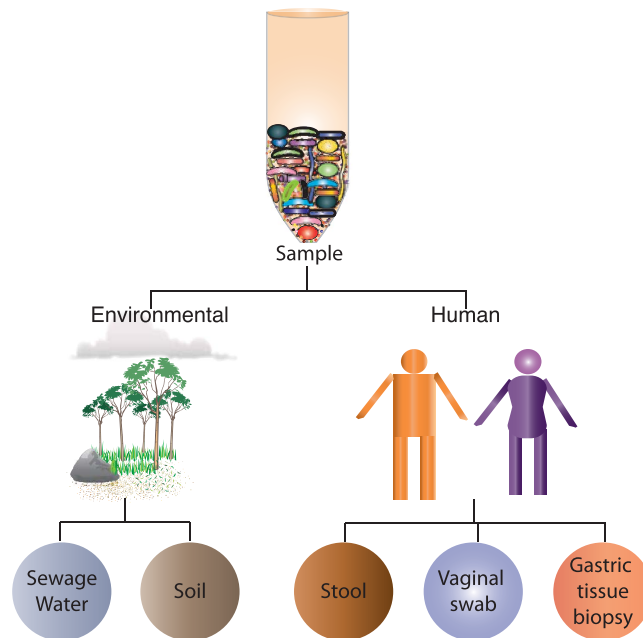 Sample
Environmental
Human
Sewage
Water
Soil
Stool
Vaginal
swab
Gastric
tissue
biopsy